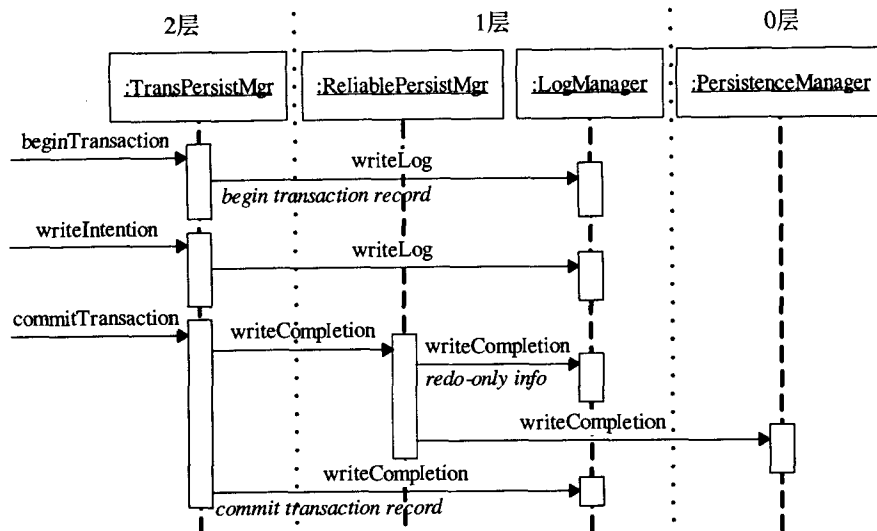 2层
1层
0层
:TransPersistMgr
:ReliablePersistMgr
:LogManager
:PersistenceManager
beginTransaction
writeLog
begin transaction record
writeIntention
writeLog
commitTransaction
writeCompletion
writeCompletion
redo-only info
writeCompletion
writeCompletion
commit transaction record